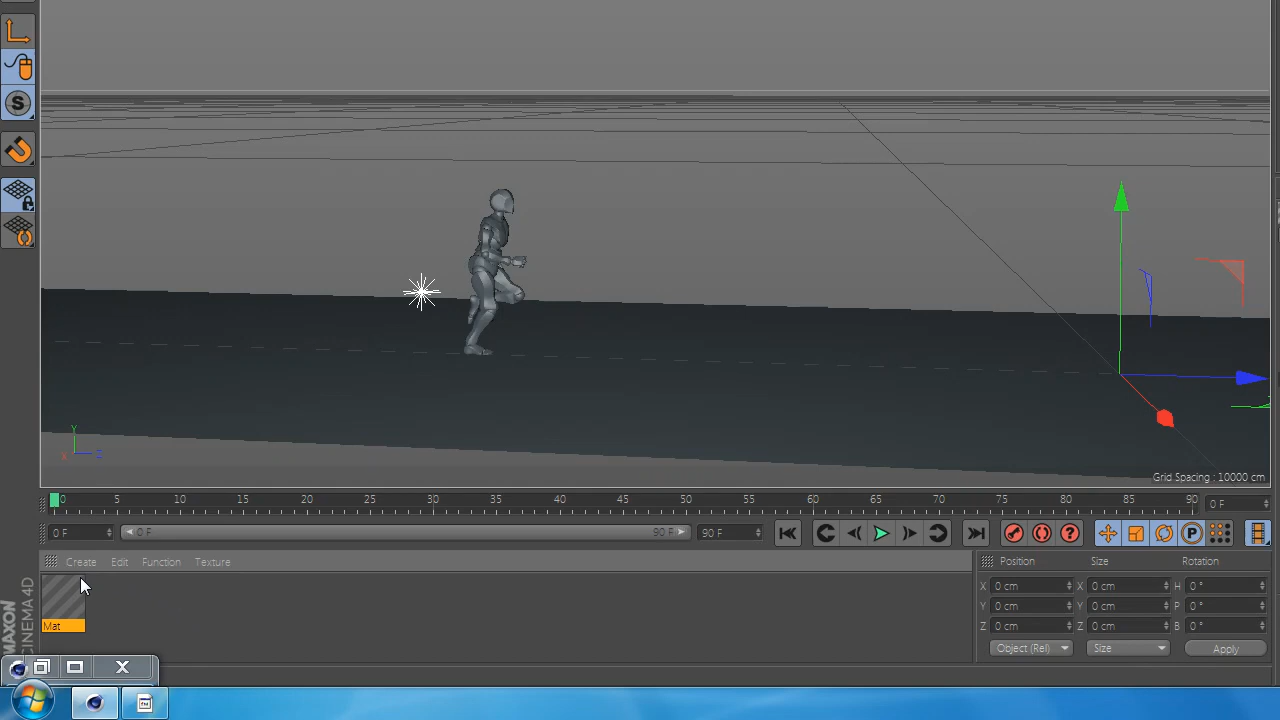 S
Y
X
Z
Grid Spacing : 10000 cm
0 5 10 15 20 25 30 35 40 45 50 55 60 65 70 75 80 85 90 0 F
0 F 0 F 90 F 90 F P
Create Edit Function Texture
Position Size Rotation
X 0 cm X 0 cm H 0 °
Y 0 cm Y 0 cm P 0 °
Z 0 cm Z 0 cm B 0 °
Object (Rel) Size Apply
Mat
MAXON
CINEMA 4D